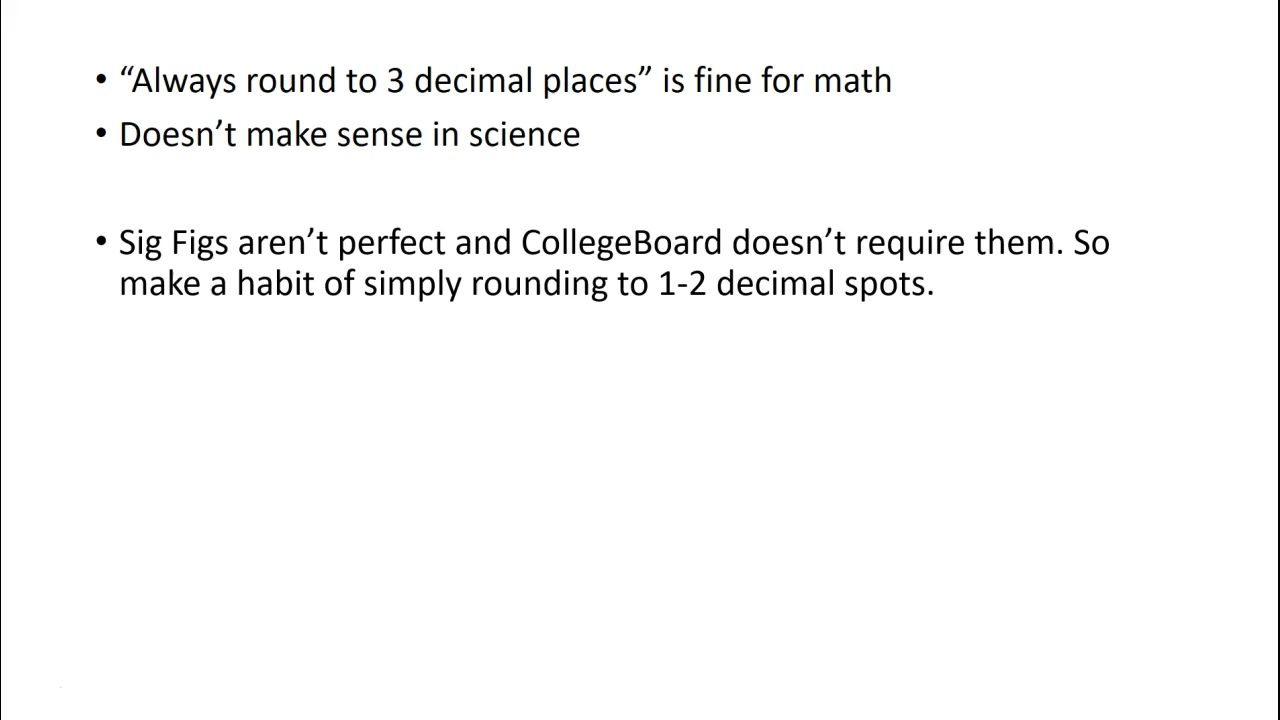 • “Always round to 3 decimal places” is fine for math
• Doesn’t make sense in science
• Sig Figs aren’t perfect and CollegeBoard doesn’t require them. So
make a habit of simply rounding to 1-2 decimal spots.